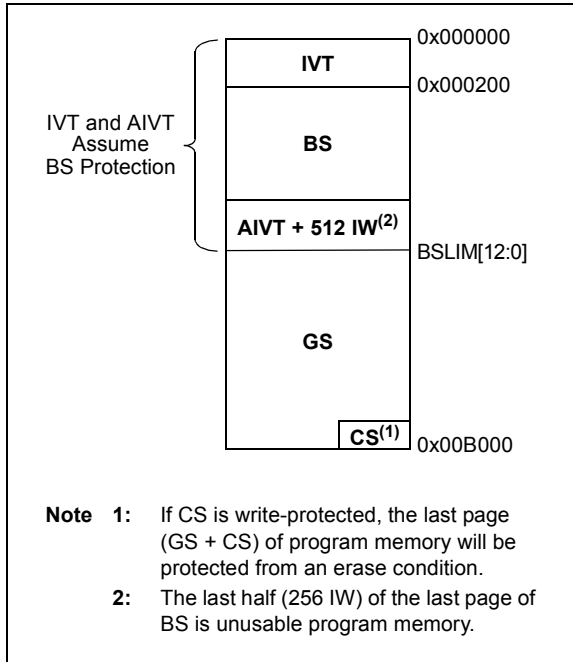 0x000000
IVT
0x000200
IVT and AIVT
Assume
BS Protection
BS
AIVT + 512 IW(2)
BSLIM[12:0]
GS
CS(1)
0x00B000
Note 1: If CS is write-protected, the last page
(GS + CS) of program memory will be
protected from an erase condition.
2: The last half (256 IW) of the last page of
BS is unusable program memory.